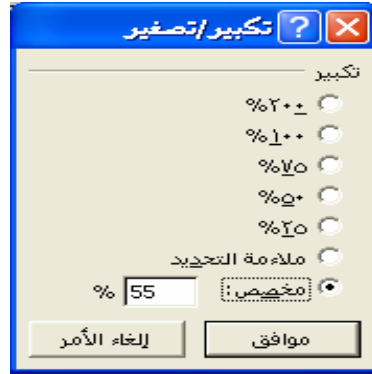 تكبير/تصغير
تكبير
٢٠٠%
١٠٠%
٧٥%
٥٠%
٢٥%
ملاءمة التحديد
مخصص: 55 %
موافق إلغاء الأمر